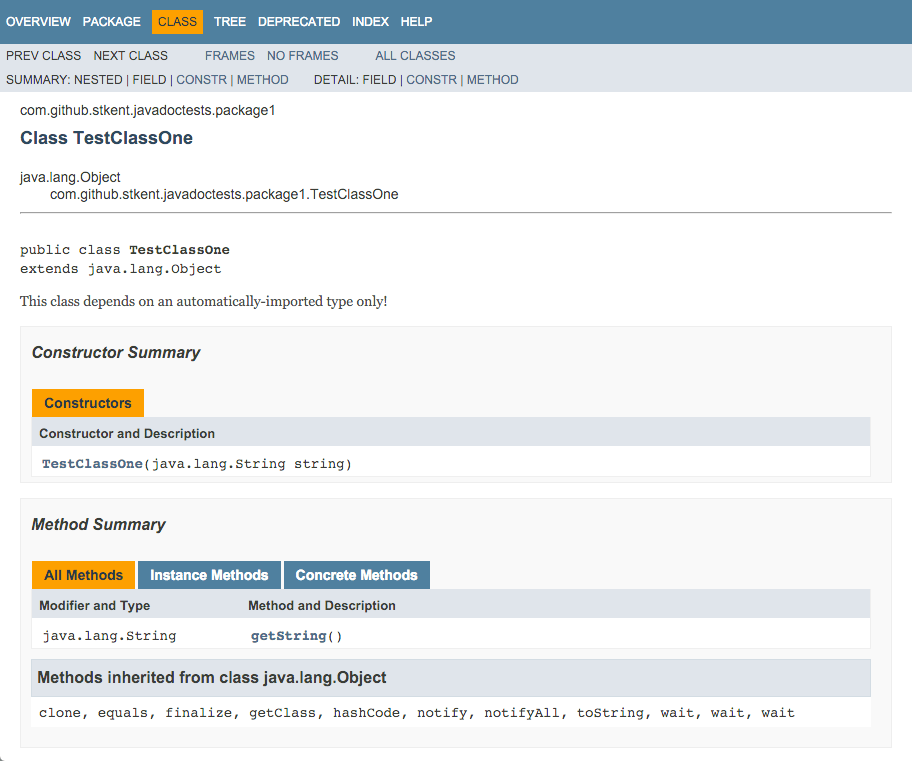 OVERVIEW PACKAGE CLASS TREE DEPRECATED INDEX HELP
PREV CLASS NEXT CLASS FRAMES NO FRAMES ALL CLASSES
SUMMARY: NESTED | FIELD | CONSTR | METHOD DETAIL: FIELD | CONSTR | METHOD
com.github.stkent.javadoctests.package1
Class TestClassOne
java.lang.Object
com.github.stkent.javadoctests.package1.TestClassOne
public class TestClassOne
extends java.lang.Object
This class depends on an automatically-imported type only!
Constructor Summary
Constructors
Constructor and Description
TestClassOne(java.lang.String string)
Method Summary
All Methods Instance Methods Concrete Methods
Modifier and Type Method and Description
java.lang.String getString()
Methods inherited from class java.lang.Object
clone, equals, finalize, getClass, hashCode, notify, notifyAll, toString, wait, wait, wait